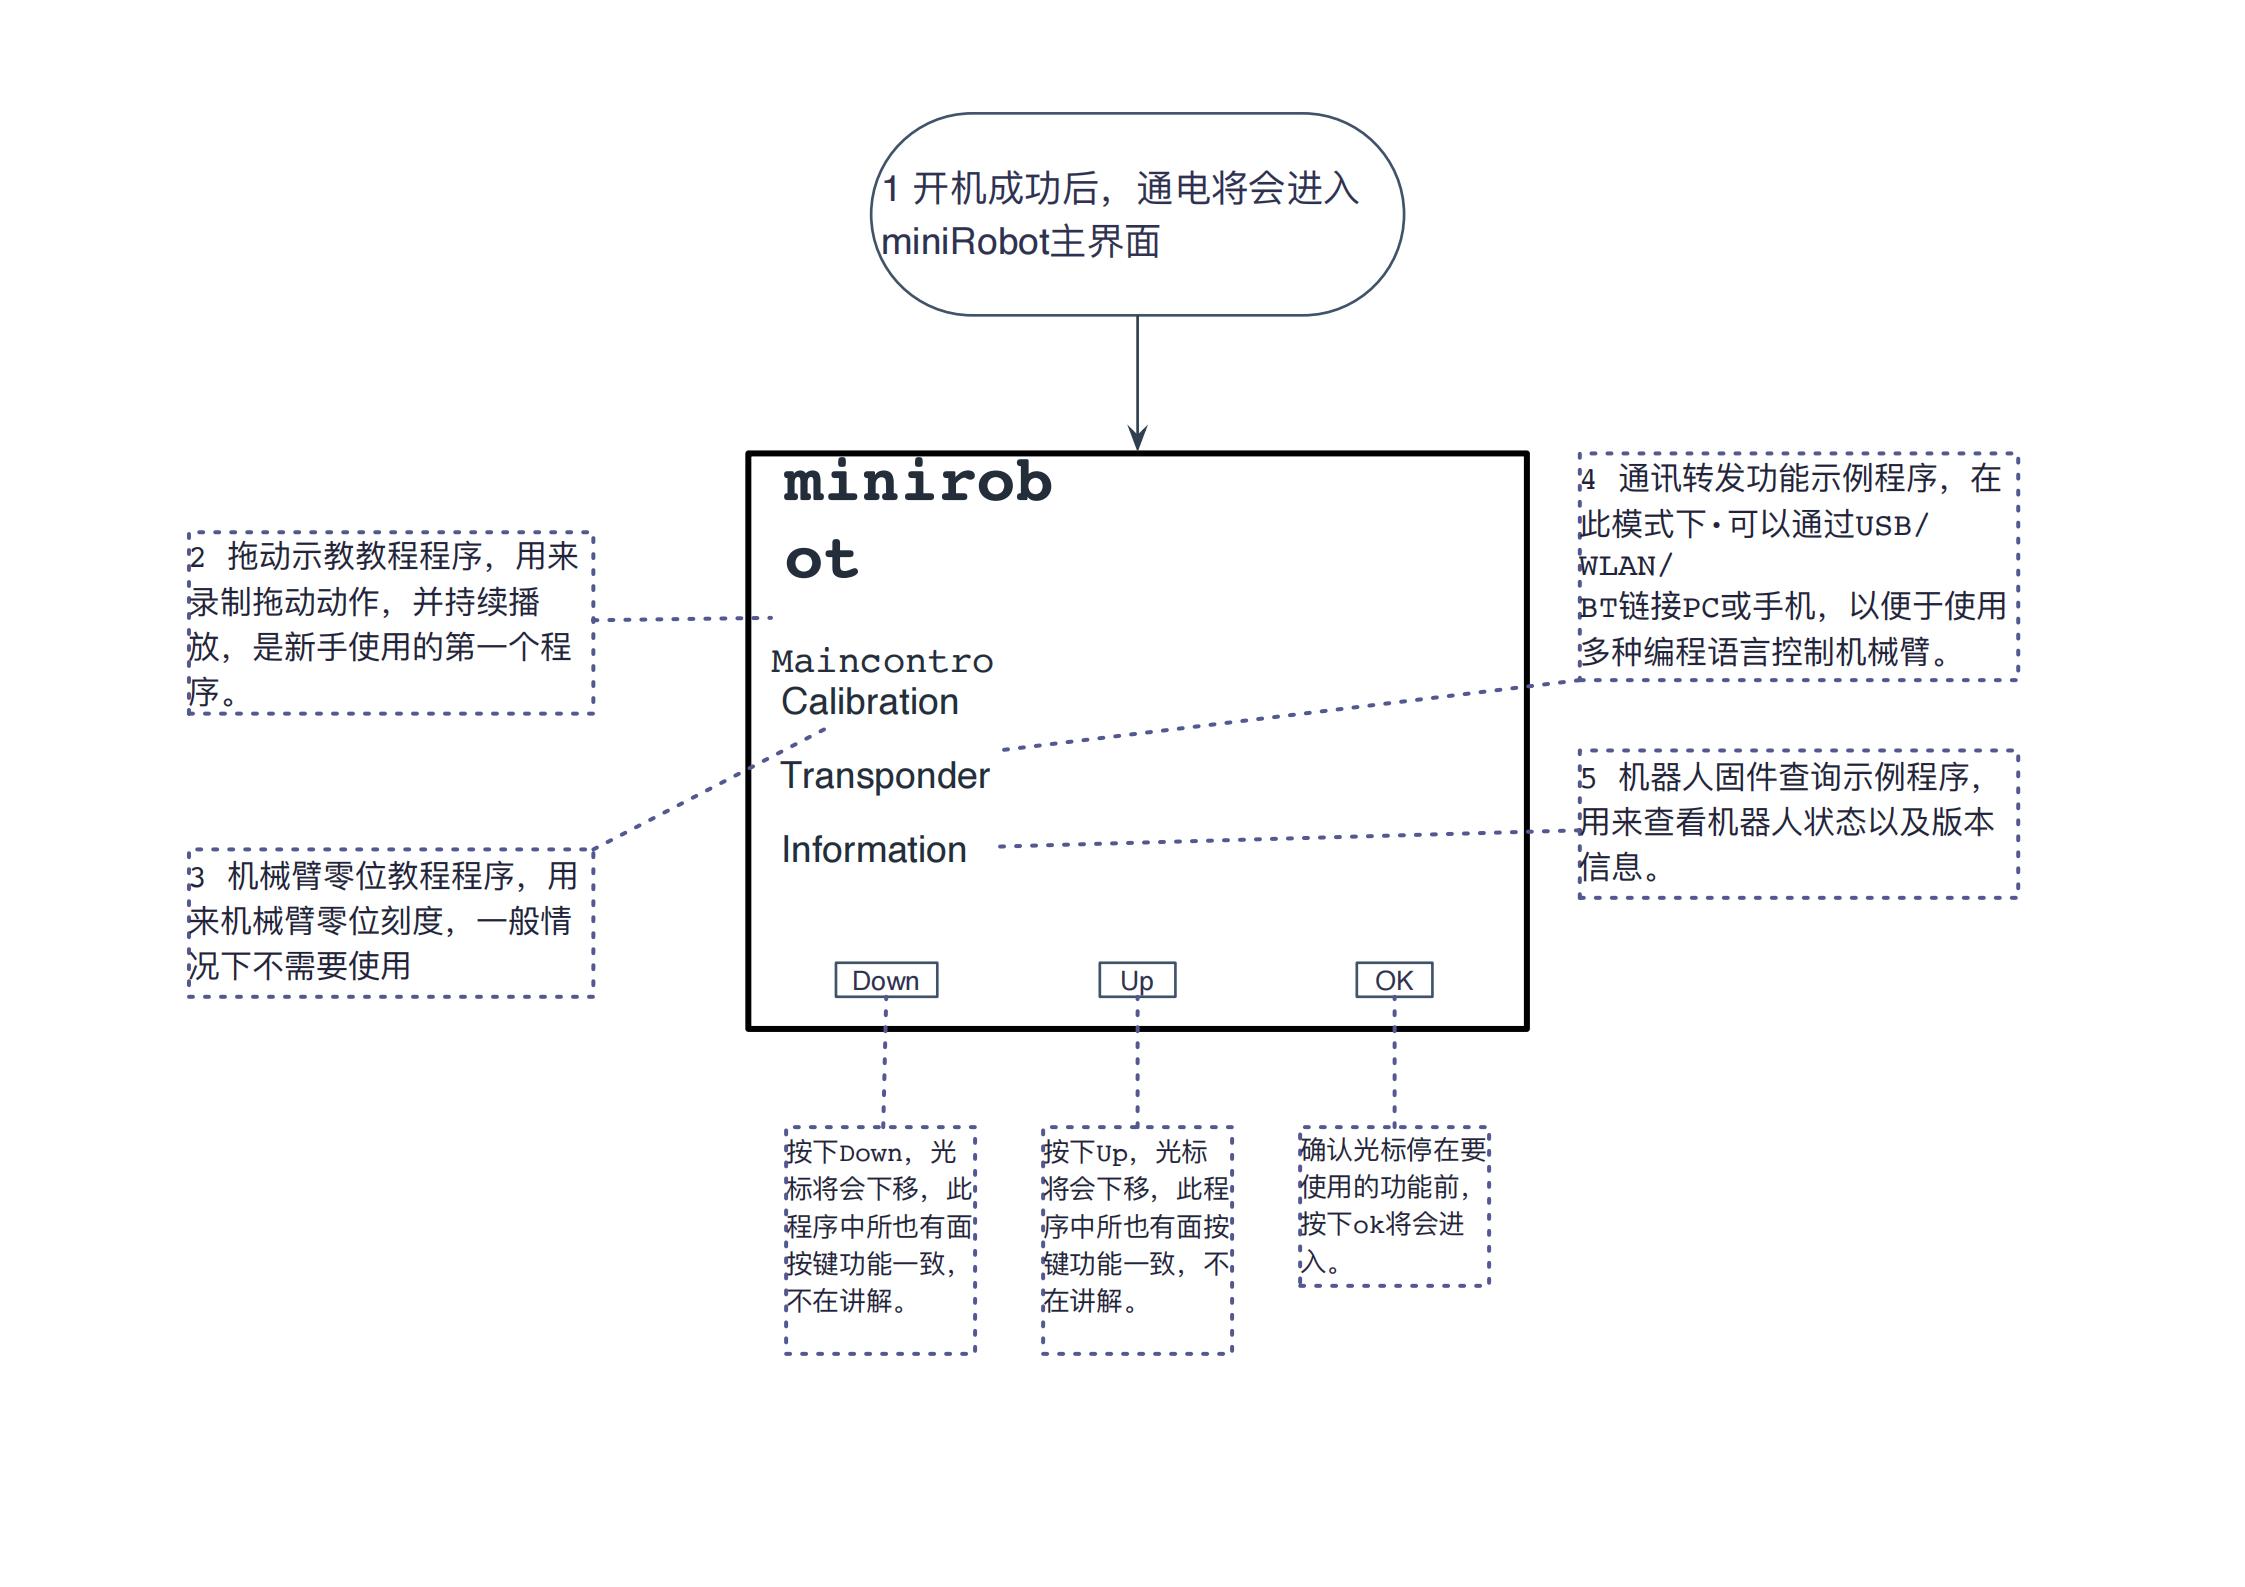 1 开机成功后，通电将会进入
miniRobot主界面
minirob
ot
Maincontro
Calibration
Transponder
Information
Down
Up
OK
2 拖动示教教程程序，用来
录制拖动动作，并持续播
放，是新手使用的第一个程
序。
3 机械臂零位教程程序，用
来机械臂零位刻度，一般情
况下不需要使用
4 通讯转发功能示例程序，在
此模式下·可以通过USB/
WLAN/
BT链接PC或手机，以便于使用
多种编程语言控制机械臂。
5 机器人固件查询示例程序，
用来查看机器人状态以及版本
信息。
按下Down，光
标将会下移，此
程序中所也有面
按键功能一致，
不在讲解。
按下Up，光标
将会下移，此程
序中所也有面按
键功能一致，不
在讲解。
确认光标停在要
使用的功能前，
按下ok将会进
入。